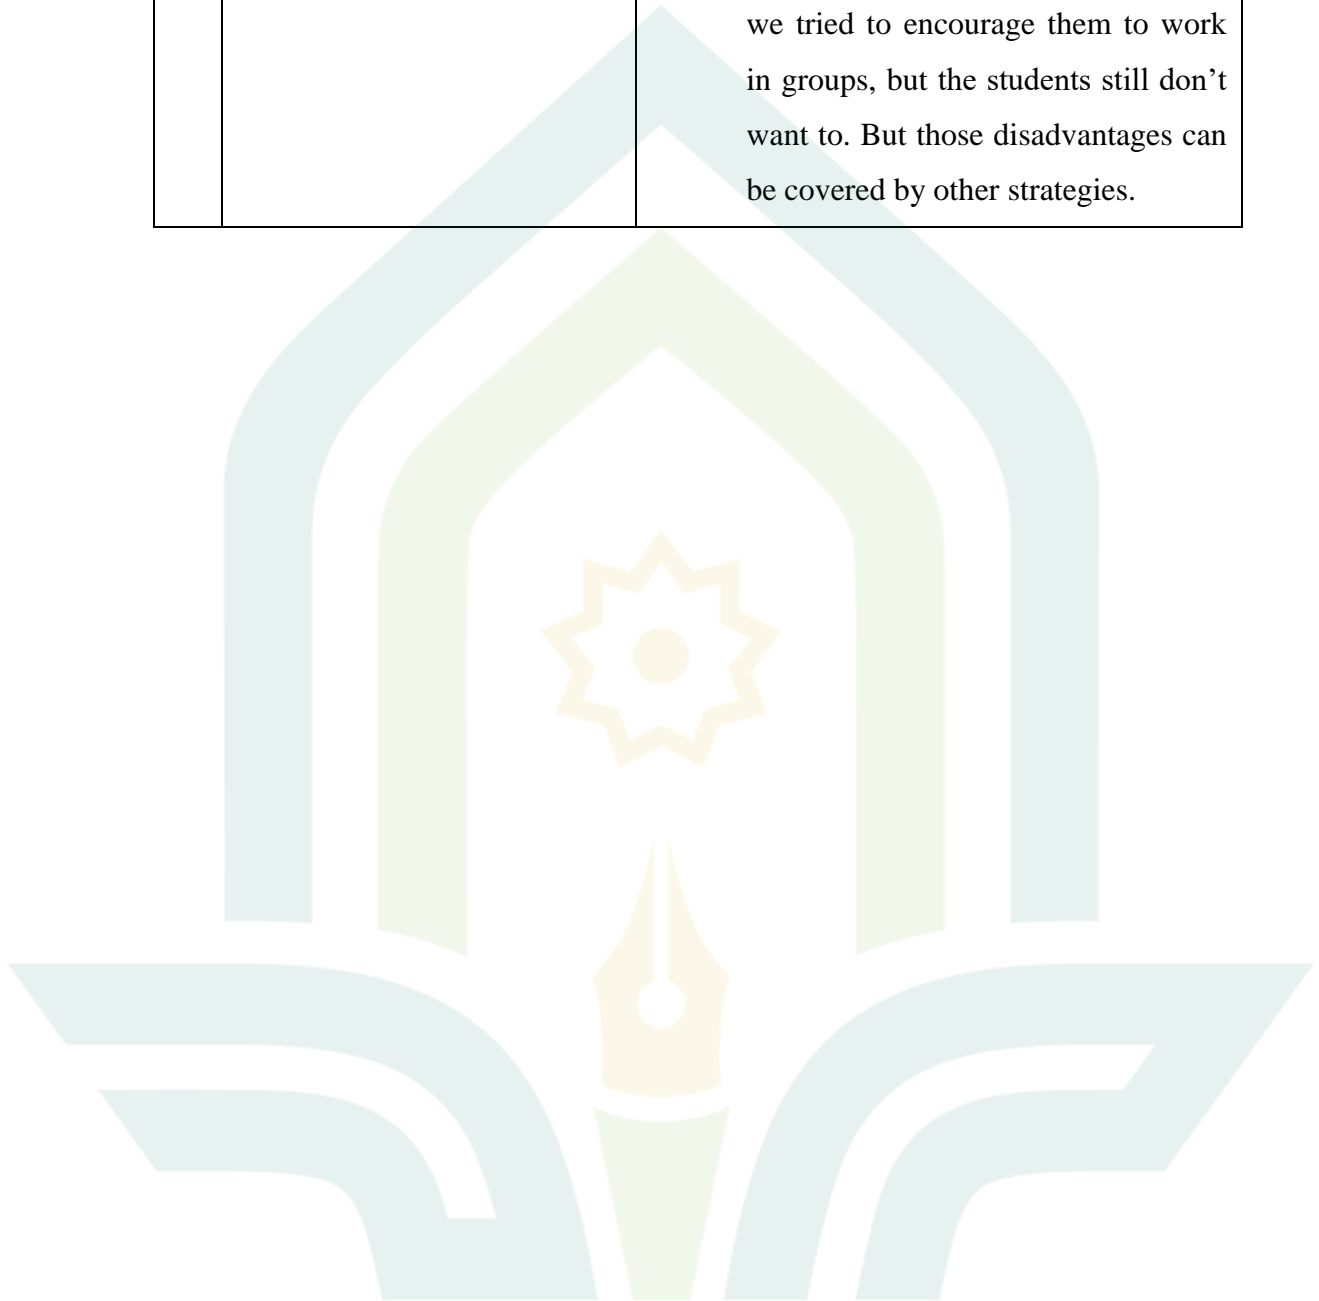 we tried to encourage them to work
in groups, but the students still don’t
want to. But those disadvantages can
be covered by other strategies.